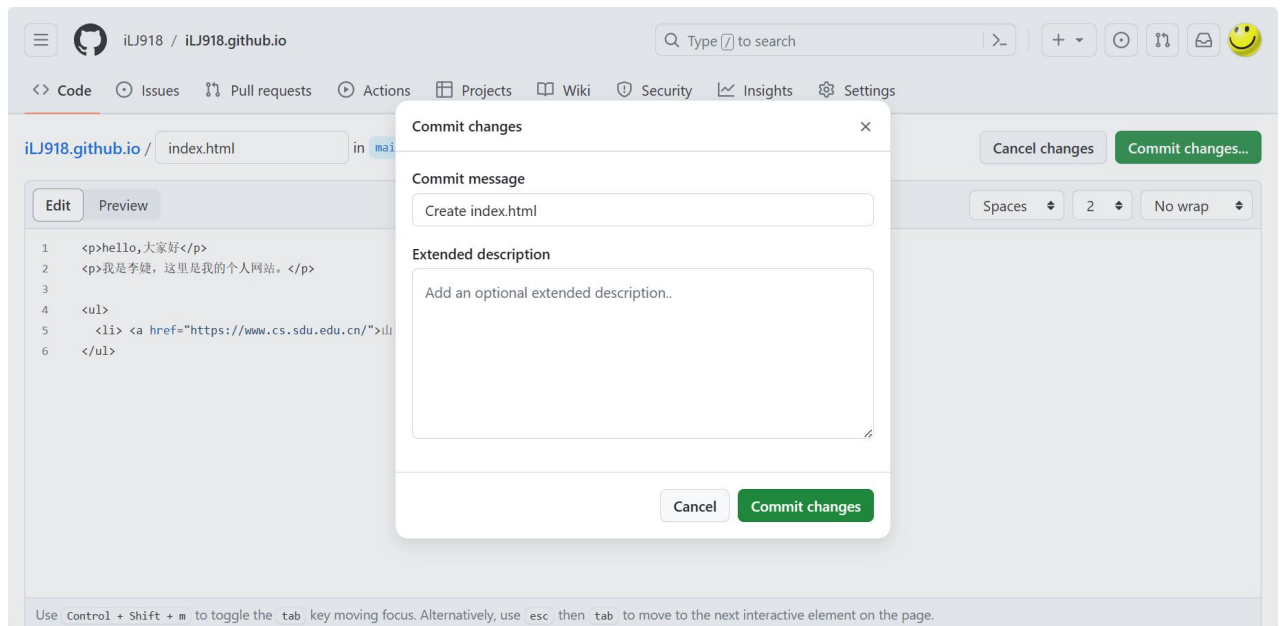 iLJ918 / iLJ918.github.io
Type / to search
Code
Issues
Pull requests
Actions
Projects
Wiki
Security
Insights
Settings
iLJ918.github.io / index.html in mai
Cancel changes
Commit changes...
Commit changes
Commit message
Create index.html
Extended description
Add an optional extended description..
Cancel
Commit changes
Edit
Preview
Spaces
2
No wrap
1 <p>hello,大家好</p>
2 <p>我是李婕，这里是我的个人网站。</p>
3
4 <ul>
5 <li> <a href="https://www.cs.sdu.edu.cn/">山
6 </ul>
Use Control + Shift + m to toggle the tab key moving focus. Alternatively, use esc then tab to move to the next interactive element on the page.